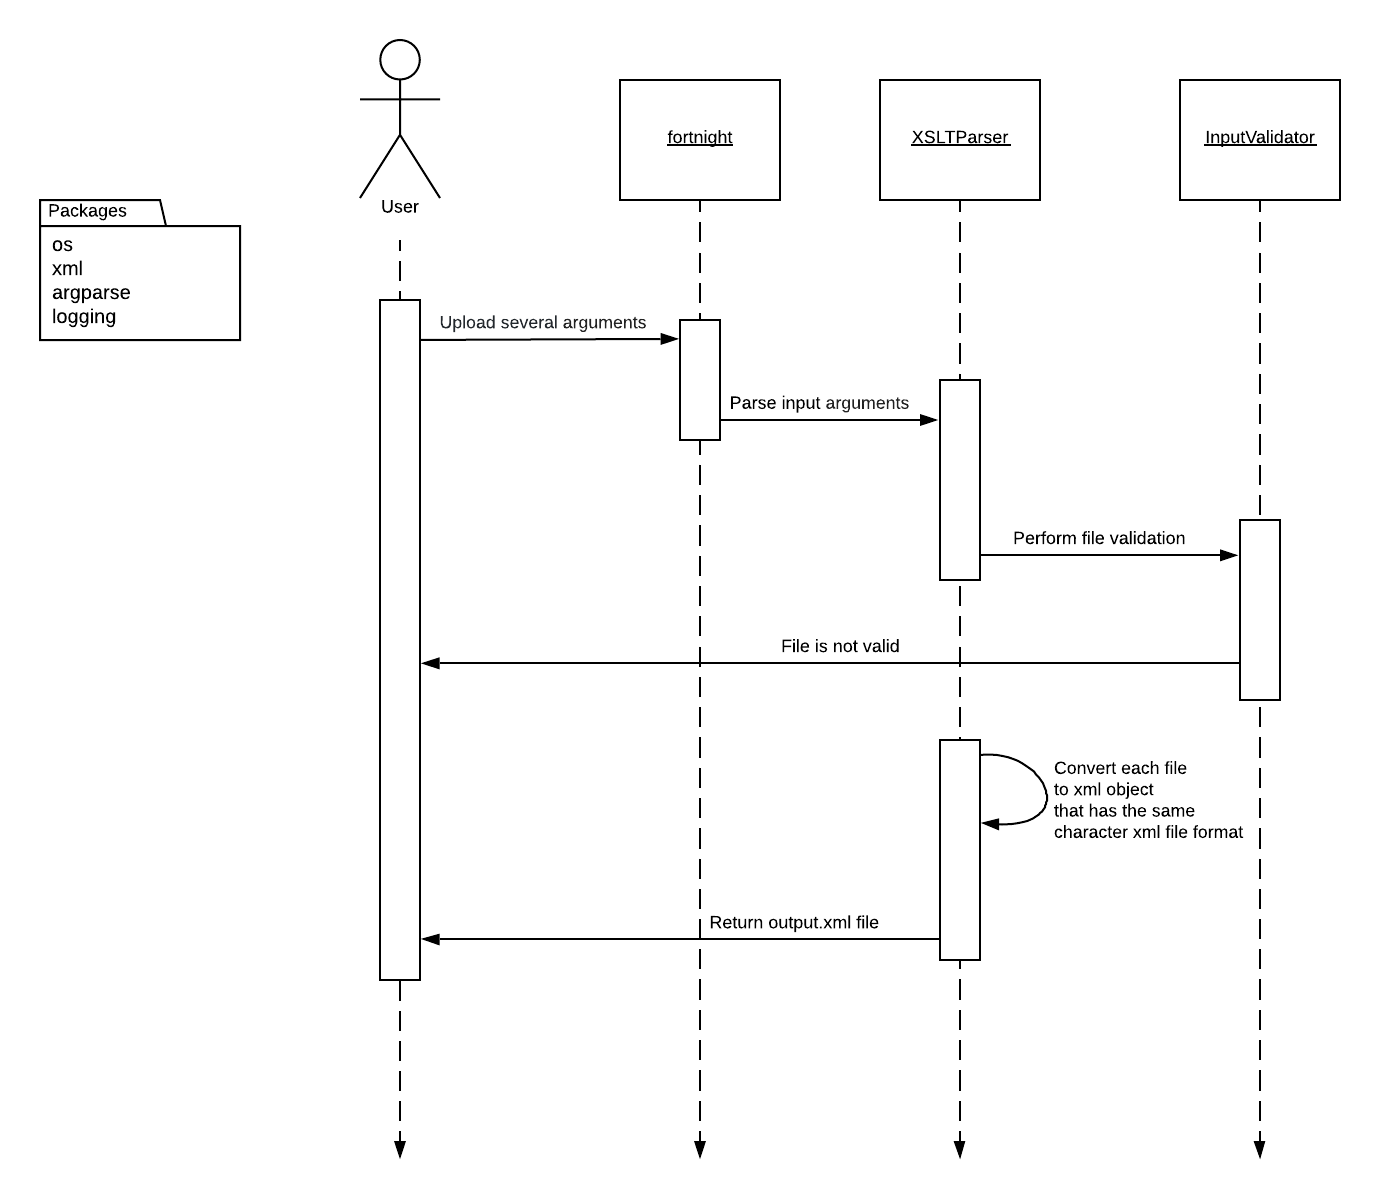 fortnight
XSLTParser
InputValidator
User
Packages
os
xml
argparse
logging
Upload several arguments
Parse input arguments
Perform file validation
File is not valid
Convert each file
to xml object
that has the same
character xml file format
Return output.xml file